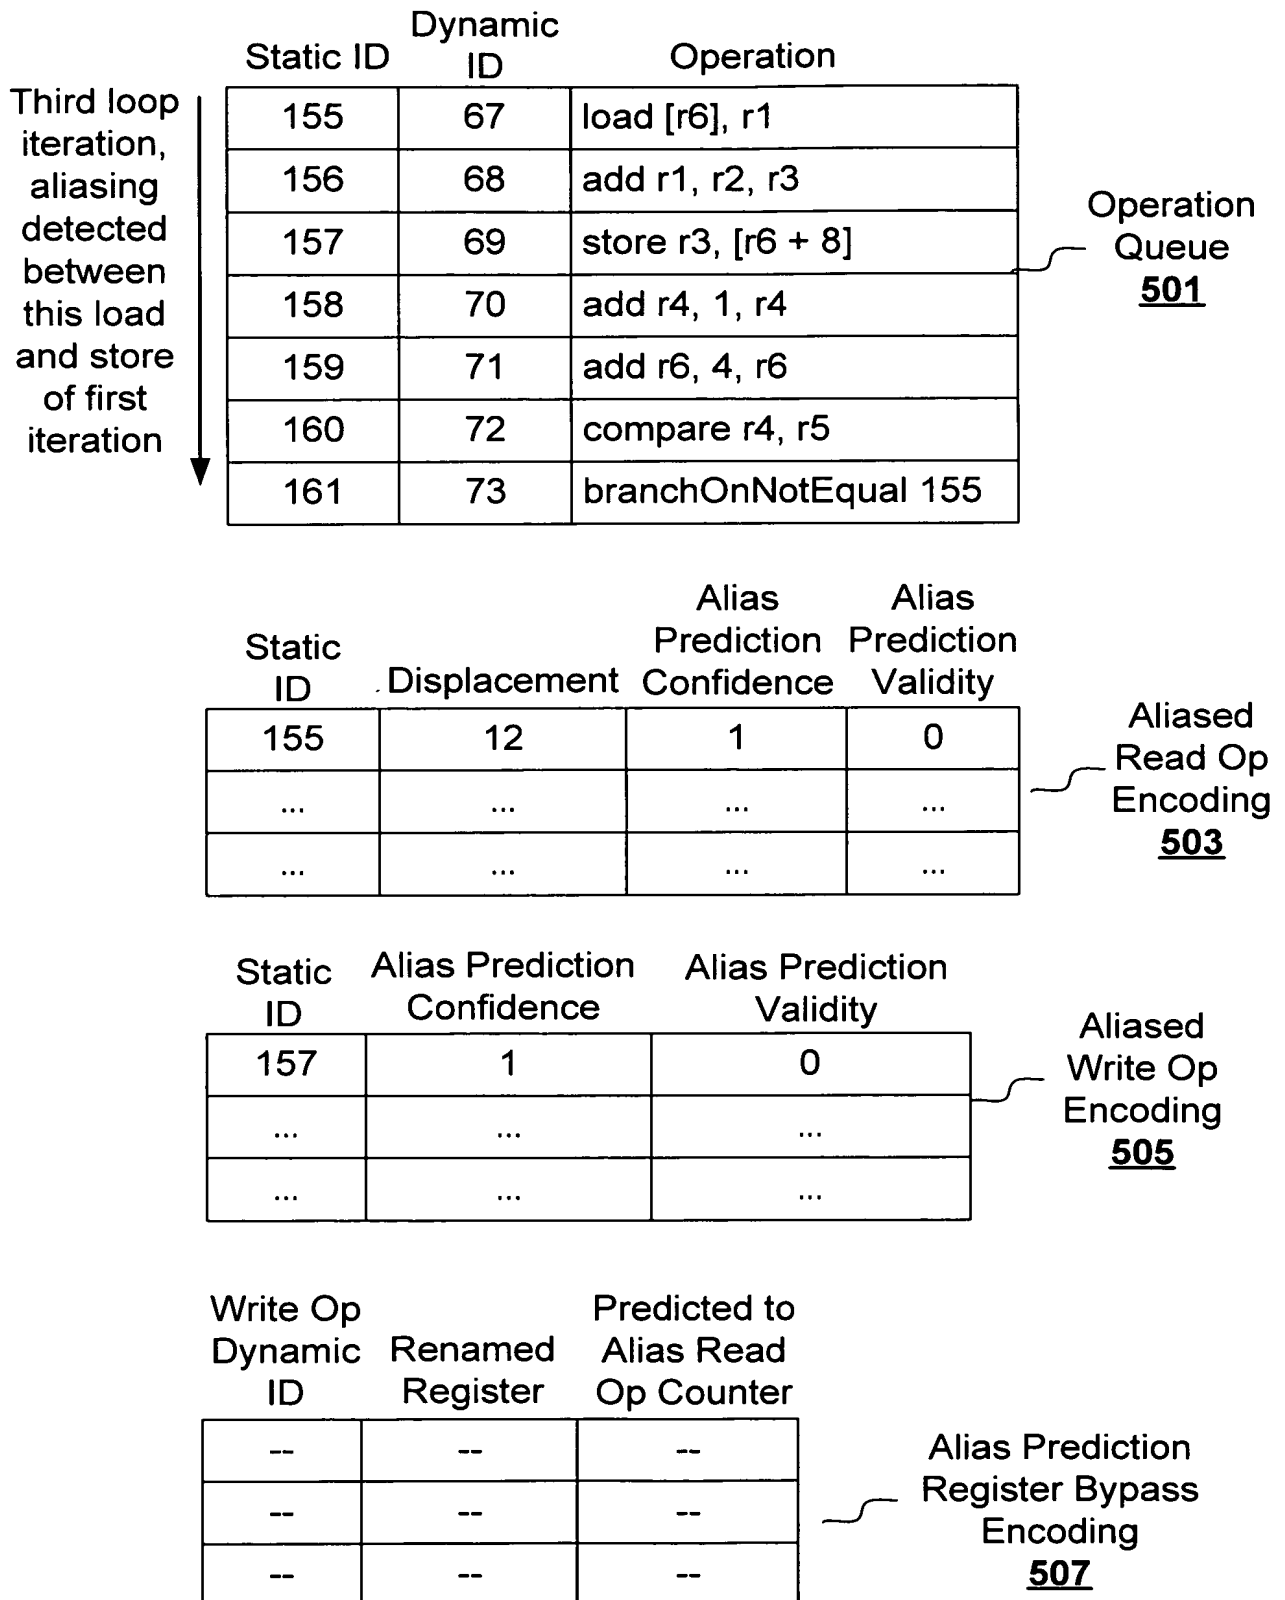 Static ID Dynamic ID Operation
Third loop iteration, aliasing detected between this load and store of first iteration
155 67 load [r6], r1
156 68 add r1, r2, r3
157 69 store r3, [r6 + 8]
158 70 add r4, 1, r4
159 71 add r6, 4, r6
160 72 compare r4, r5
161 73 branchOnNotEqual 155
Operation
Queue
501
Static ID Displacement Alias Prediction Confidence Alias Prediction Validity
155 12 1 0
... ... ... ...
... ... ... ...
Aliased
Read Op
Encoding
503
Static ID Alias Prediction Confidence Alias Prediction Validity
157 1 0
... ... ...
... ... ...
Aliased
Write Op
Encoding
505
Write Op Dynamic ID Renamed Register Predicted to Alias Read Op Counter
-- -- --
-- -- --
-- -- --
Alias Prediction
Register Bypass
Encoding
507